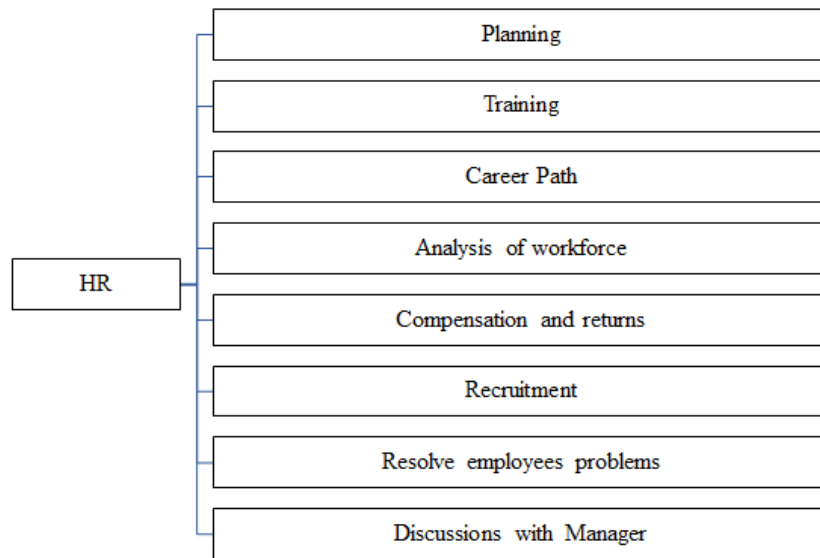 Planning
Training
Career Path
Analysis of workforce
HR
Compensation and returns
Recruitment
Resolve employees problems
Discussions with Manager